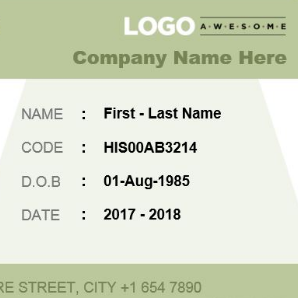 LOGO A·W·E·S·O·M·E
Company Name Here
NAME : First - Last Name
CODE : HIS00AB3214
D.O.B : 01-Aug-1985
DATE : 2017 - 2018
RE STREET, CITY +1 654 7890